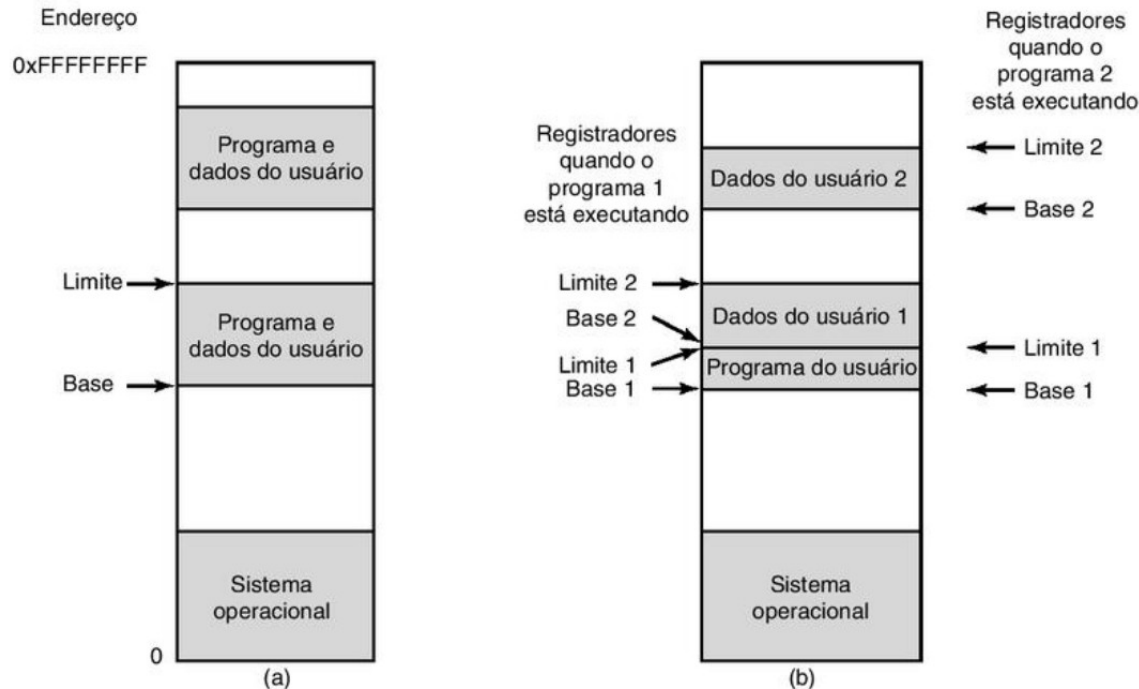 Endereço
0xFFFFFFFF
Programa e
dados do usuário
Limite
Programa e
dados do usuário
Base
Sistema
operacional
0
(a)
Registradores
quando o
programa 1
está executando
Limite 2
Base 2
Limite 1
Base 1
Dados do usuário 2
Dados do usuário 1
Programa do usuário
Sistema
operacional
(b)
Registradores
quando o
programa 2
está executando
Limite 2
Base 2
Limite 1
Base 1